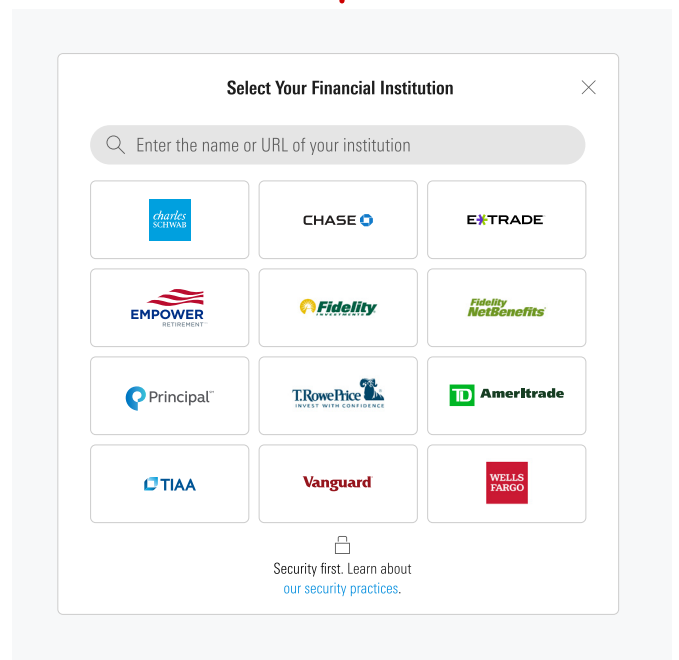 Select Your Financial Institution
Enter the name or URL of your institution
charles
SCHWAB
CHASE
E*TRADE
EMPOWER
RETIREMENT
Fidelity
INVESTMENTS
Fidelity
NetBenefits
Principal
T.RowePrice
INVEST WITH CONFIDENCE
TD Ameritrade
TIAA
Vanguard
WELLS
FARGO
Security first. Learn about
our security practices.